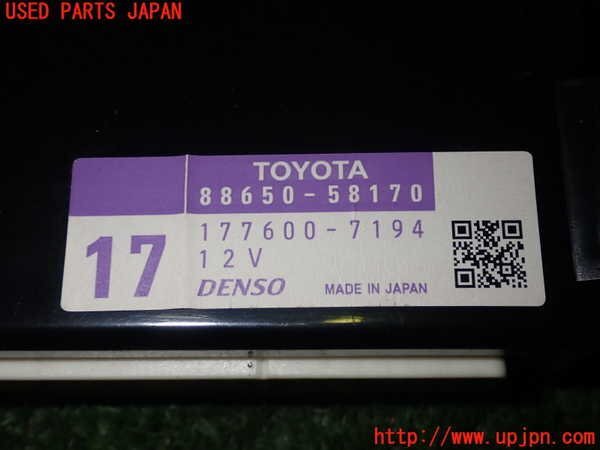 USED PARTS JAPAN
TOYOTA
88650-58170
17
177600-7194
12V
DENSO
MADE IN JAPAN
http://www.upjpn.com/